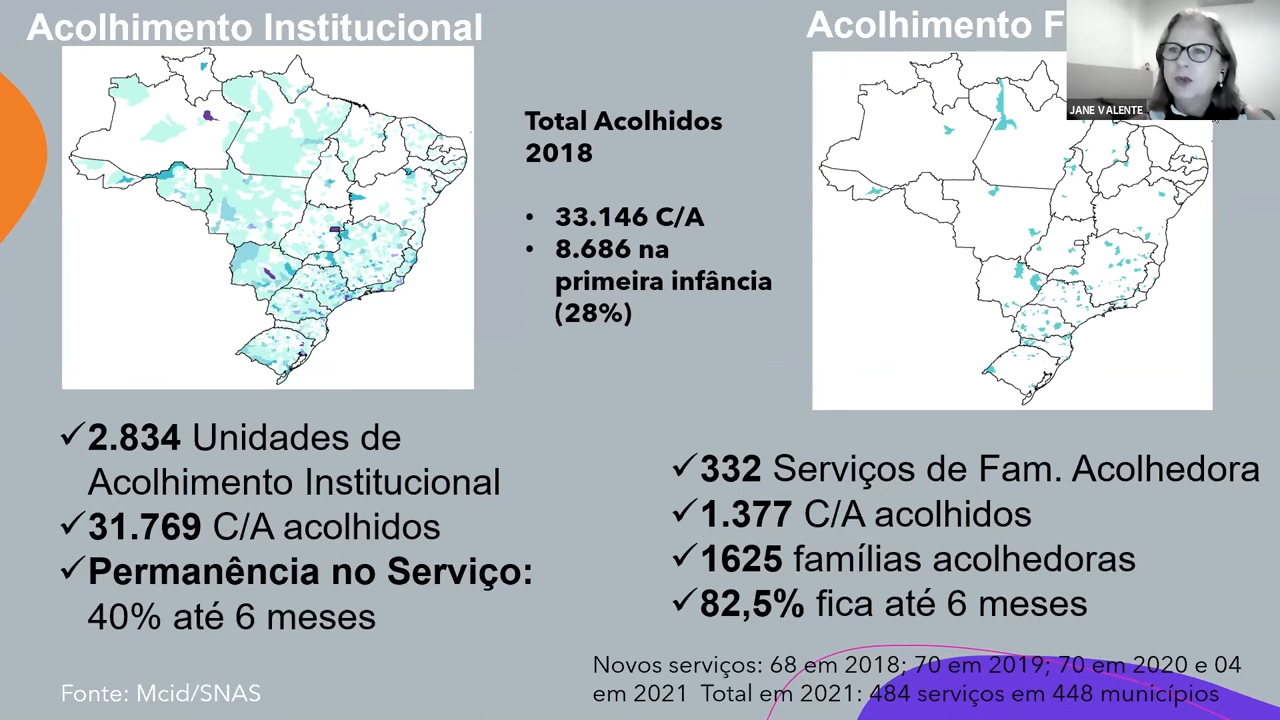 Acolhimento Institucional
Acolhimento F
JANE VALENTE
Total Acolhidos
2018
• 33.146 C/A
• 8.686 na
primeira infância
(28%)
✓2.834 Unidades de
Acolhimento Institucional
✓31.769 C/A acolhidos
✓Permanência no Serviço:
40% até 6 meses
✓332 Serviços de Fam. Acolhedora
✓1.377 C/A acolhidos
✓1625 famílias acolhedoras
✓82,5% fica até 6 meses
Novos serviços: 68 em 2018; 70 em 2019; 70 em 2020 e 04
em 2021 Total em 2021: 484 serviços em 448 municípios
Fonte: Mcid/SNAS